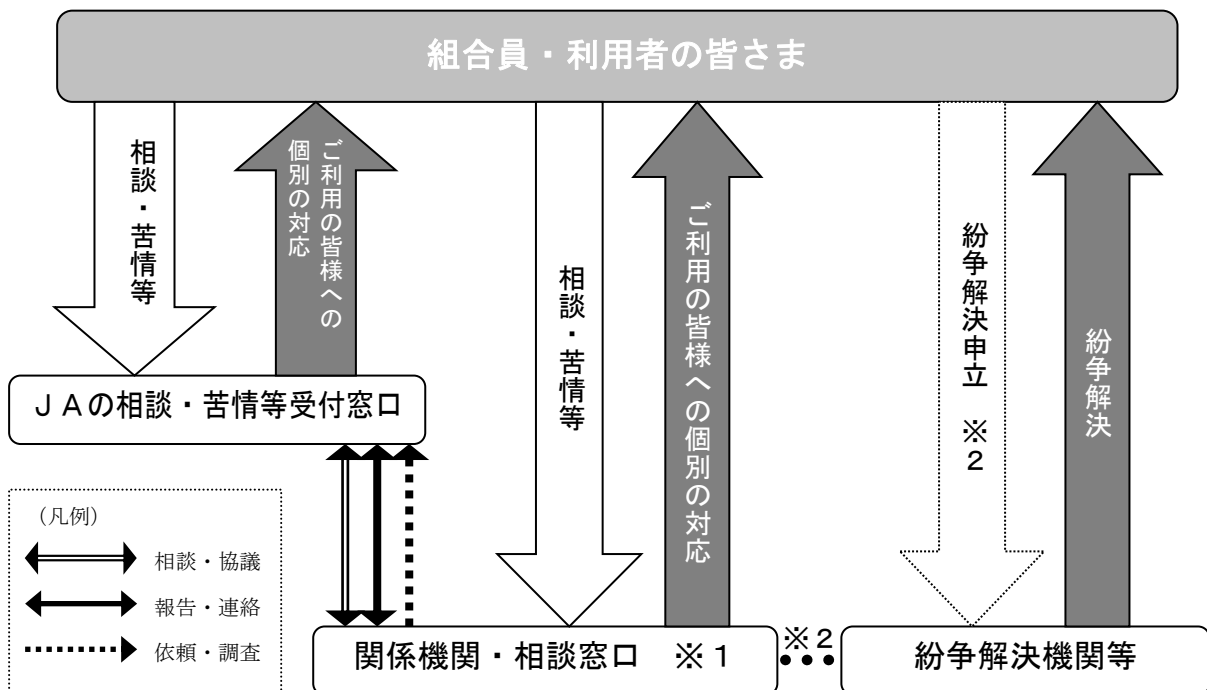 組合員・利用者の皆さま
相談・苦情等
ご利用の皆様への
個別の対応
相談・苦情等
ご利用の皆様への個別の対応
紛争解決申立 ※2
紛争解決
ＪＡの相談・苦情等受付窓口
（凡例）
相談・協議
報告・連絡
依頼・調査
関係機関・相談窓口 ※１
※２
紛争解決機関等